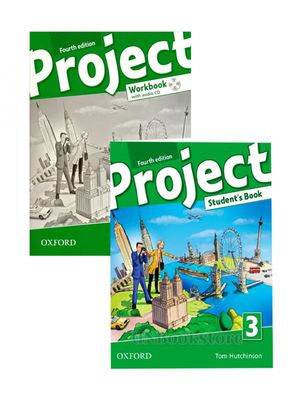 Fourth edition
Project
Workbook
with audio CD
OXFORD
Fourth edition
Project
Student's Book
3
OXFORD
Tom Hutchinson